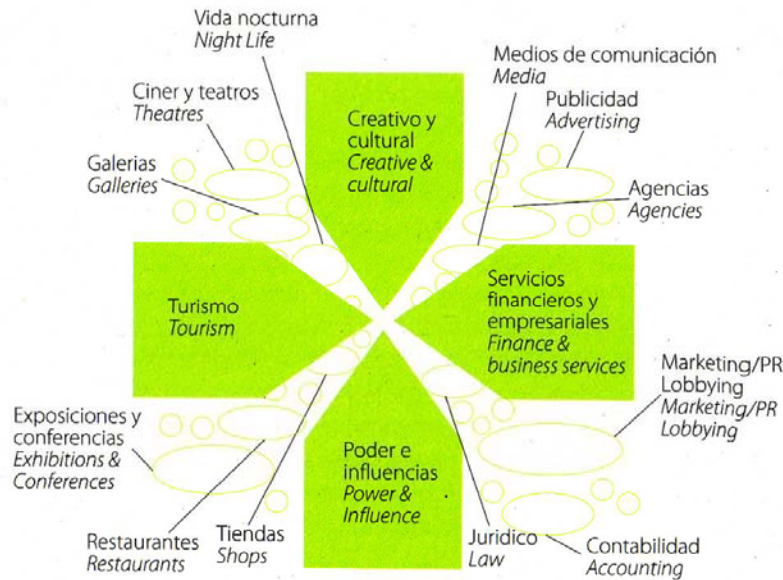 Vida nocturna
Night Life
Medios de comunicación
Media
Ciner y teatros
Theatres
Publicidad
Advertising
Creativo y
cultural
Creative &
cultural
Galerias
Galleries
Agencias
Agencies
Turismo
Tourism
Servicios
financieros y
empresariales
Finance &
business services
Marketing/PR
Lobbying
Marketing/PR
Lobbying
Exposiciones y
conferencias
Exhibitions &
Conferences
Poder e
influencias
Power &
Influence
Restaurantes
Restaurants
Tiendas
Shops
Juridico
Law
Contabilidad
Accounting